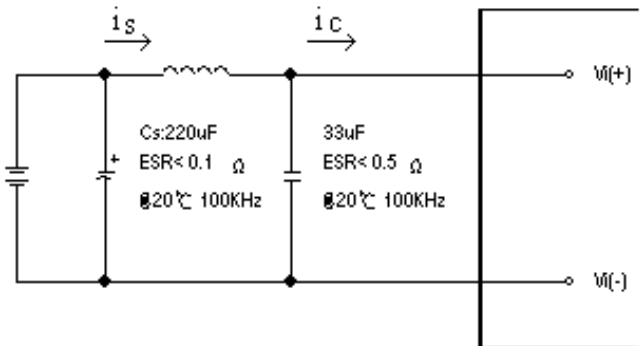 is
ic
Vi(+)
Cs:220uF
ESR< 0.1 Ω
@20℃ 100KHz
33uF
ESR< 0.5 Ω
@20℃ 100KHz
+
Vi(-)